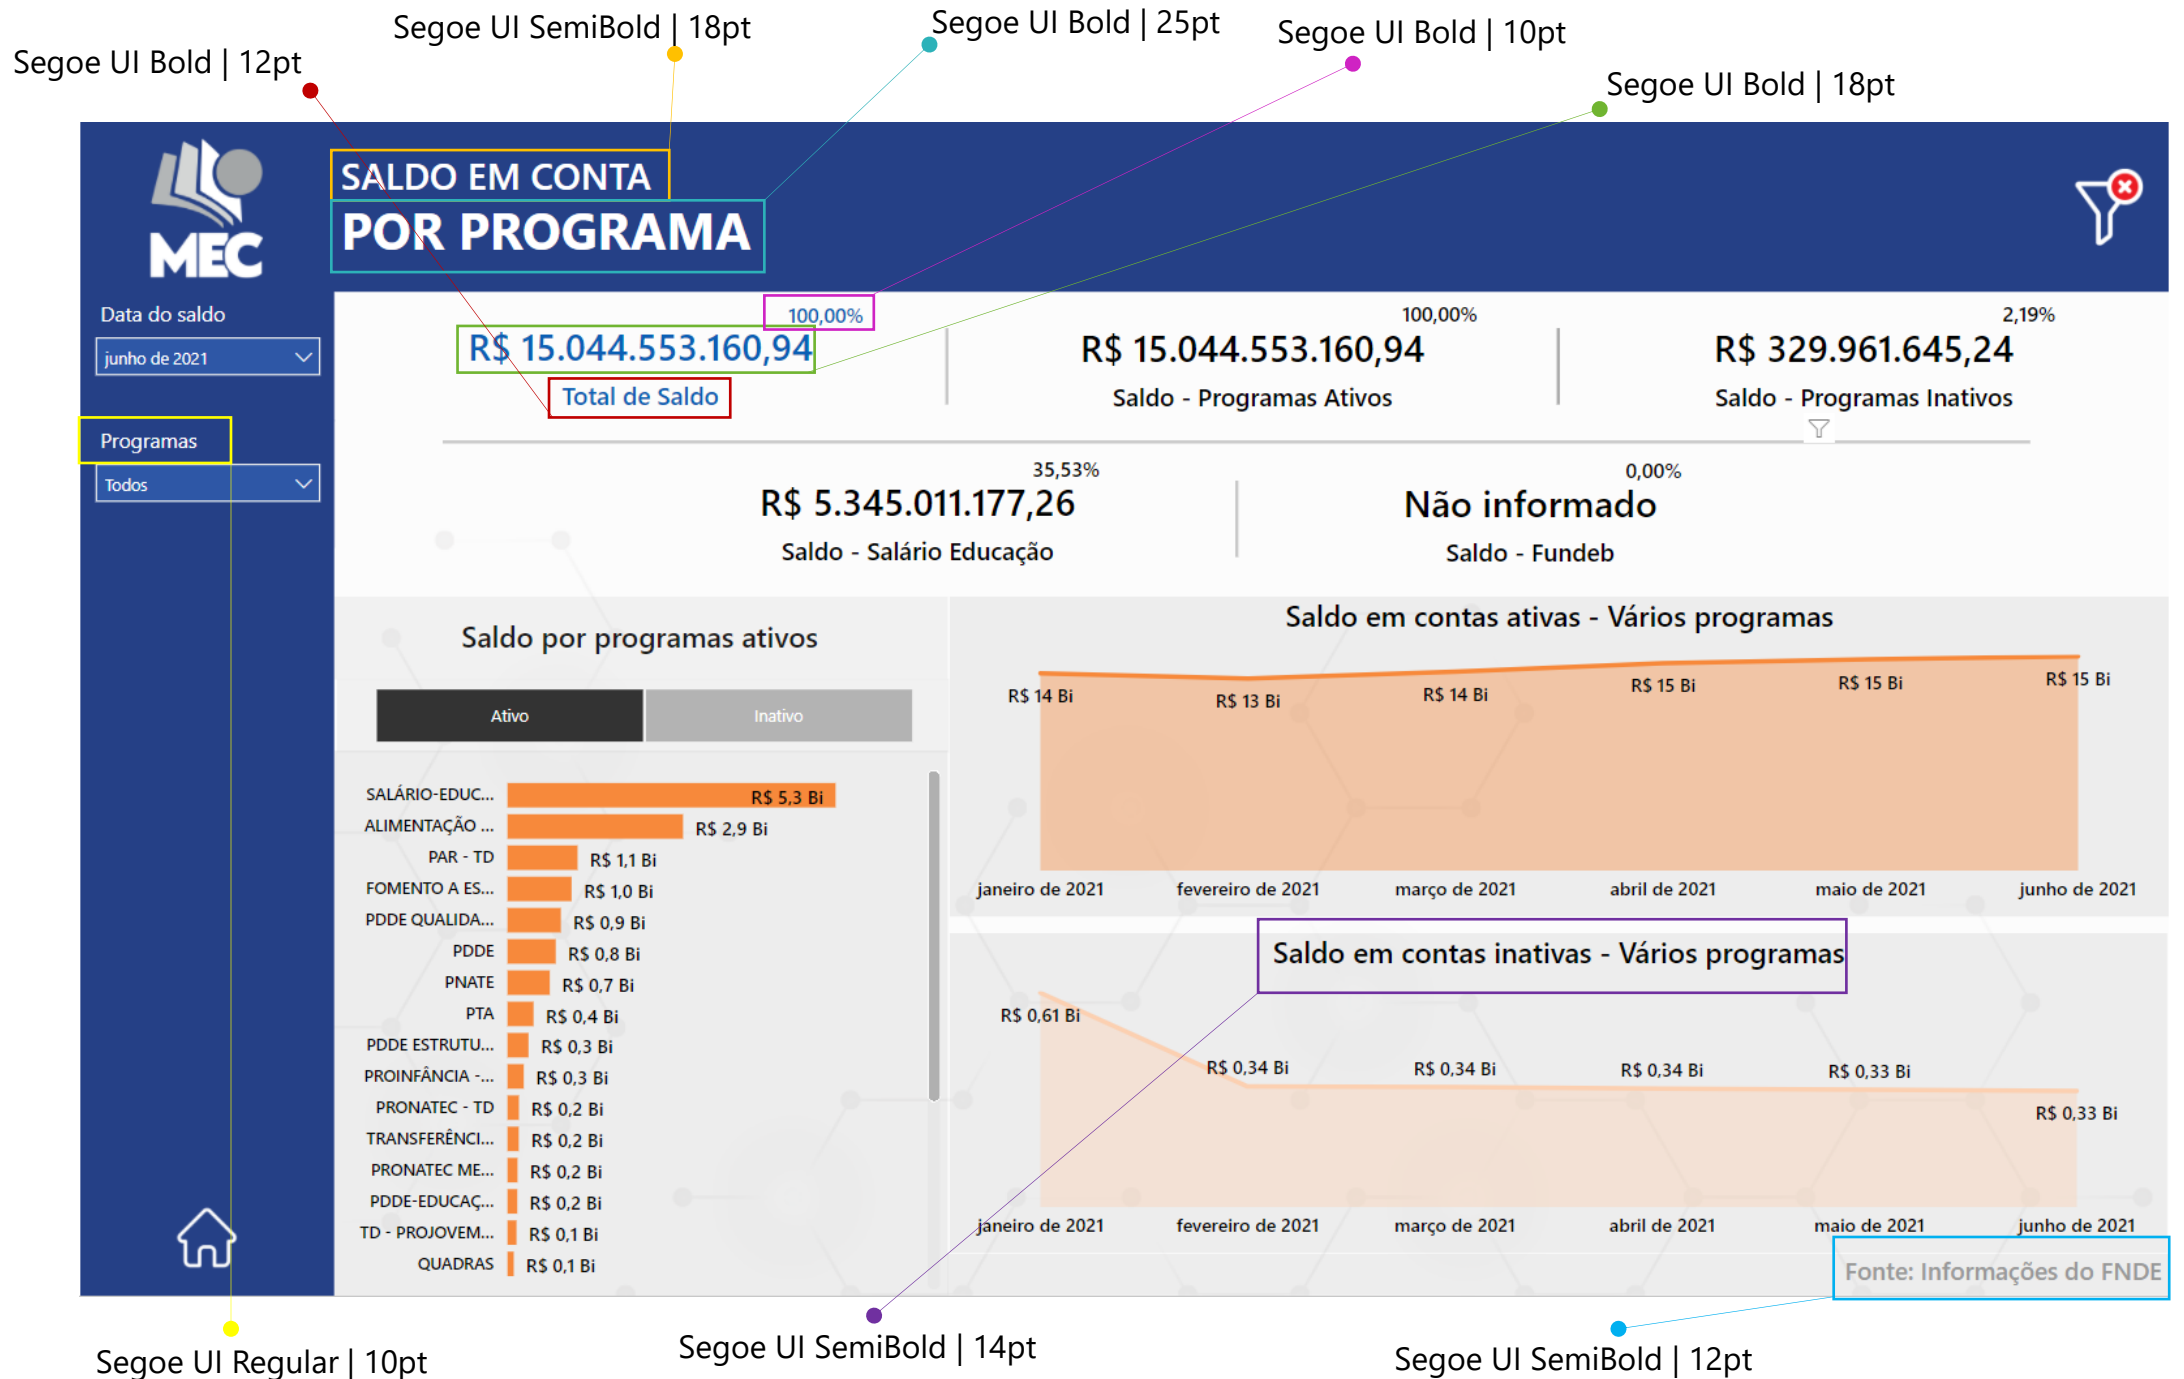 Segoe UI SemiBold | 18pt
Segoe UI Bold | 25pt
Segoe UI Bold | 10pt
Segoe UI Bold | 12pt
Segoe UI Bold | 18pt
MEC
SALDO EM CONTA
POR PROGRAMA
Data do saldo
junho de 2021
Programas
Todos
100,00%
R$ 15.044.553.160,94
Total de Saldo
100,00%
R$ 15.044.553.160,94
Saldo - Programas Ativos
2,19%
R$ 329.961.645,24
Saldo - Programas Inativos
35,53%
R$ 5.345.011.177,26
Saldo - Salário Educação
0,00%
Não informado
Saldo - Fundeb
Saldo por programas ativos
Ativo
Inativo
SALÁRIO-EDUC... R$ 5,3 Bi
ALIMENTAÇÃO ... R$ 2,9 Bi
PAR - TD R$ 1,1 Bi
FOMENTO A ES... R$ 1,0 Bi
PDDE QUALIDA... R$ 0,9 Bi
PDDE R$ 0,8 Bi
PNATE R$ 0,7 Bi
PTA R$ 0,4 Bi
PDDE ESTRUTU... R$ 0,3 Bi
PROINFÂNCIA -... R$ 0,3 Bi
PRONATEC - TD R$ 0,2 Bi
TRANSFERÊNCI... R$ 0,2 Bi
PRONATEC ME... R$ 0,2 Bi
PDDE-EDUCAÇ... R$ 0,2 Bi
TD - PROJOVEM... R$ 0,1 Bi
QUADRAS R$ 0,1 Bi
Saldo em contas ativas - Vários programas
R$ 14 Bi R$ 13 Bi R$ 14 Bi R$ 15 Bi R$ 15 Bi R$ 15 Bi
janeiro de 2021 fevereiro de 2021 março de 2021 abril de 2021 maio de 2021 junho de 2021
Saldo em contas inativas - Vários programas
R$ 0,61 Bi R$ 0,34 Bi R$ 0,34 Bi R$ 0,34 Bi R$ 0,33 Bi R$ 0,33 Bi
janeiro de 2021 fevereiro de 2021 março de 2021 abril de 2021 maio de 2021 junho de 2021
Fonte: Informações do FNDE
Segoe UI Regular | 10pt
Segoe UI SemiBold | 14pt
Segoe UI SemiBold | 12pt